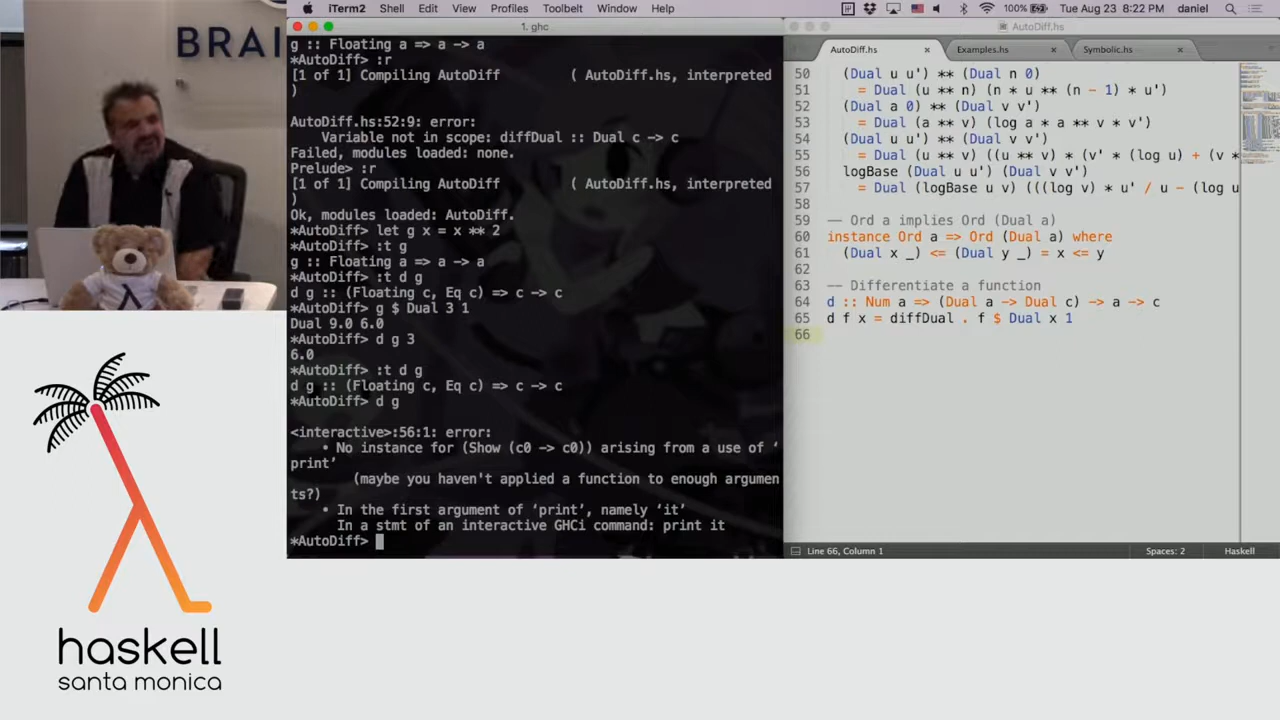 BRAI
iTerm2 Shell Edit View Profiles Toolbelt Window Help
100% Tue Aug 23 8:22 PM daniel
1. ghc
g :: Floating a => a -> a
*AutoDiff> :r
[1 of 1] Compiling AutoDiff ( AutoDiff.hs, interpreted
)
AutoDiff.hs:52:9: error:
Variable not in scope: diffDual :: Dual c -> c
Failed, modules loaded: none.
Prelude> :r
[1 of 1] Compiling AutoDiff ( AutoDiff.hs, interpreted
)
Ok, modules loaded: AutoDiff.
*AutoDiff> let g x = x ** 2
*AutoDiff> :t g
g :: Floating a => a -> a
*AutoDiff> :t d g
d g :: (Floating c, Eq c) => c -> c
*AutoDiff> g $ Dual 3 1
Dual 9.0 6.0
*AutoDiff> d g 3
6.0
*AutoDiff> :t d g
d g :: (Floating c, Eq c) => c -> c
*AutoDiff> d g
<interactive>:56:1: error:
• No instance for (Show (c0 -> c0)) arising from a use of ‘
print’
(maybe you haven't applied a function to enough argumen
ts?)
• In the first argument of ‘print’, namely ‘it’
In a stmt of an interactive GHCi command: print it
*AutoDiff>
AutoDiff.hs
AutoDiff.hs Examples.hs Symbolic.hs
50 (Dual u u') ** (Dual n 0)
51 = Dual (u ** n) (n * u ** (n - 1) * u')
52 (Dual a 0) ** (Dual v v')
53 = Dual (a ** v) (log a * a ** v * v')
54 (Dual u u') ** (Dual v v')
55 = Dual (u ** v) ((u ** v) * (v' * (log u) + (v *
56 logBase (Dual u u') (Dual v v')
57 = Dual (logBase u v) (((log v) * u' / u - (log u
58
59 -- Ord a implies Ord (Dual a)
60 instance Ord a => Ord (Dual a) where
61 (Dual x _) <= (Dual y _) = x <= y
62
63 -- Differentiate a function
64 d :: Num a => (Dual a -> Dual c) -> a -> c
65 d f x = diffDual . f $ Dual x 1
66
Line 66, Column 1 Spaces: 2 Haskell
haskell
santa monica